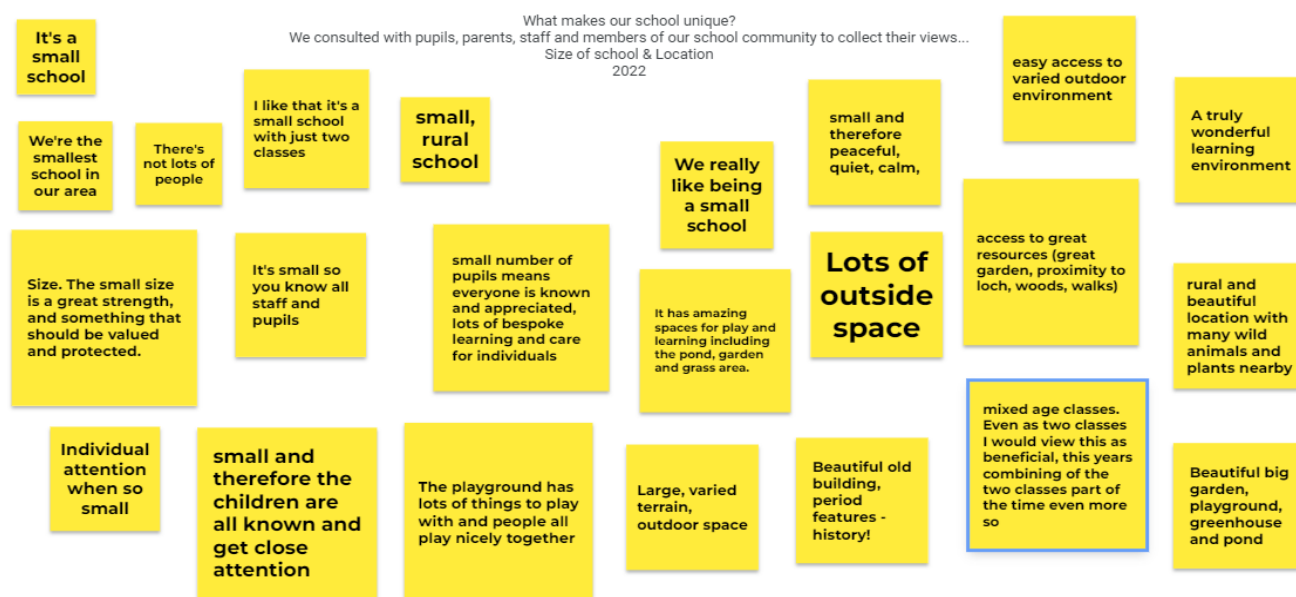 What makes our school unique?
We consulted with pupils, parents, staff and members of our school community to collect their views...
Size of school & Location
2022
It's a
small
school
I like that it's a
small school
with just two
classes
small,
rural
school
small and
therefore
peaceful,
quiet, calm,
easy access to
varied outdoor
environment
A truly
wonderful
learning
environment
We're the
smallest
school in
our area
There's
not lots of
people
We really
like being
a small
school
Size. The small size
is a great strength,
and something that
should be valued
and protected.
It's small so
you know all
staff and
pupils
small number of
pupils means
everyone is known
and appreciated,
lots of bespoke
learning and care
for individuals
It has amazing
spaces for play and
learning including
the pond, garden
and grass area.
Lots of
outside
space
access to great
resources (great
garden, proximity to
loch, woods, walks)
rural and
beautiful
location with
many wild
animals and
plants nearby
Individual
attention
when so
small
small and
therefore the
children are
all known and
get close
attention
The playground has
lots of things to play
with and people all
play nicely together
Large, varied
terrain,
outdoor space
Beautiful old
building,
period
features -
history!
mixed age classes.
Even as two classes
I would view this as
beneficial, this years
combining of the
two classes part of
the time even more
so
Beautiful big
garden,
playground,
greenhouse
and pond